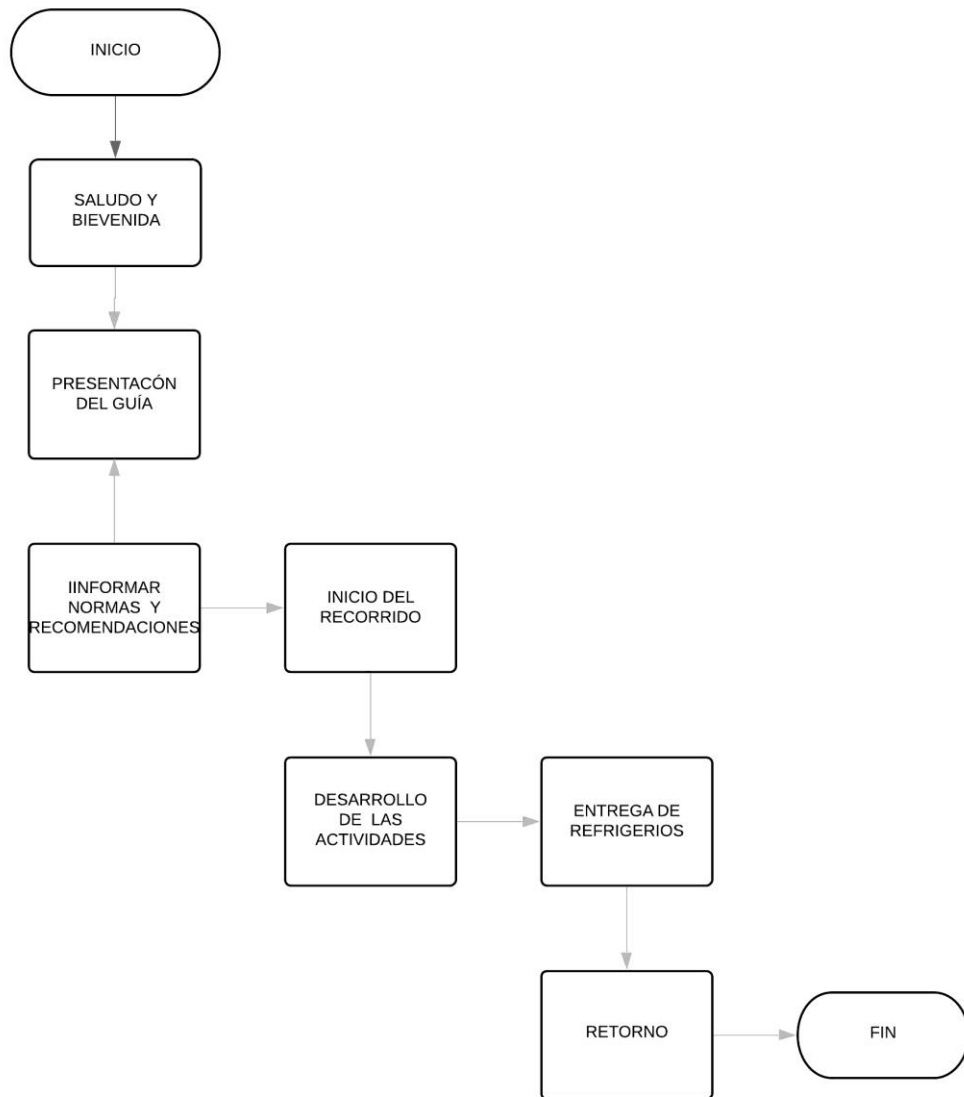 INICIO
SALUDO Y
BIEVENIDA
PRESENTACÓN
DEL GUÍA
IINFORMAR
NORMAS Y
RECOMENDACIONES
INICIO DEL
RECORRIDO
DESARROLLO
DE LAS
ACTIVIDADES
ENTREGA DE
REFRIGERIOS
RETORNO
FIN